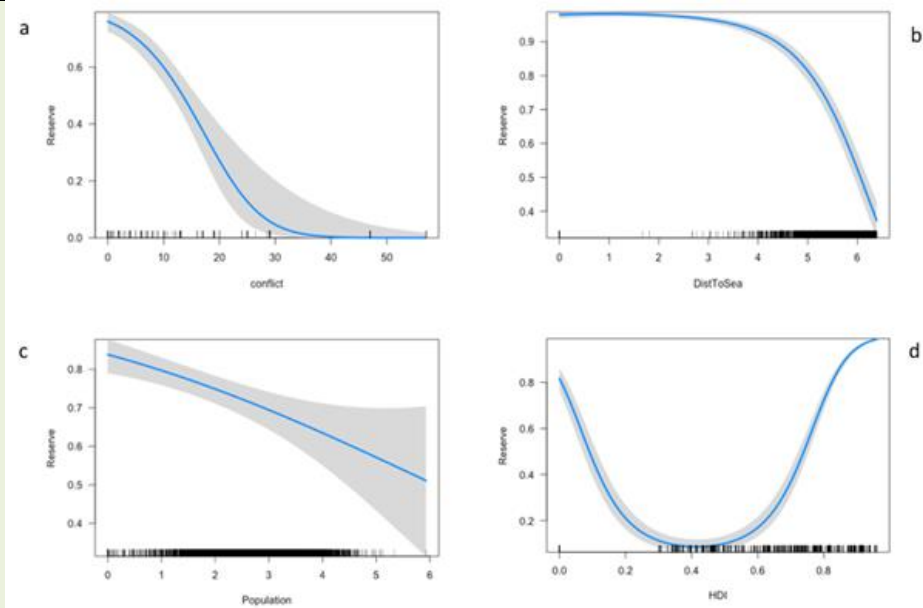 a
0.6
0.4
0.2
0.0
Reserve
0 10 20 30 40 50
conflict
b
0.9
0.8
0.7
0.6
0.5
0.4
Reserve
0 1 2 3 4 5 6
DistToSea
c
0.8
0.7
0.6
0.5
0.4
Reserve
0 1 2 3 4 5 6
Population
d
0.8
0.6
0.4
0.2
Reserve
0.0 0.2 0.4 0.6 0.8
HDI